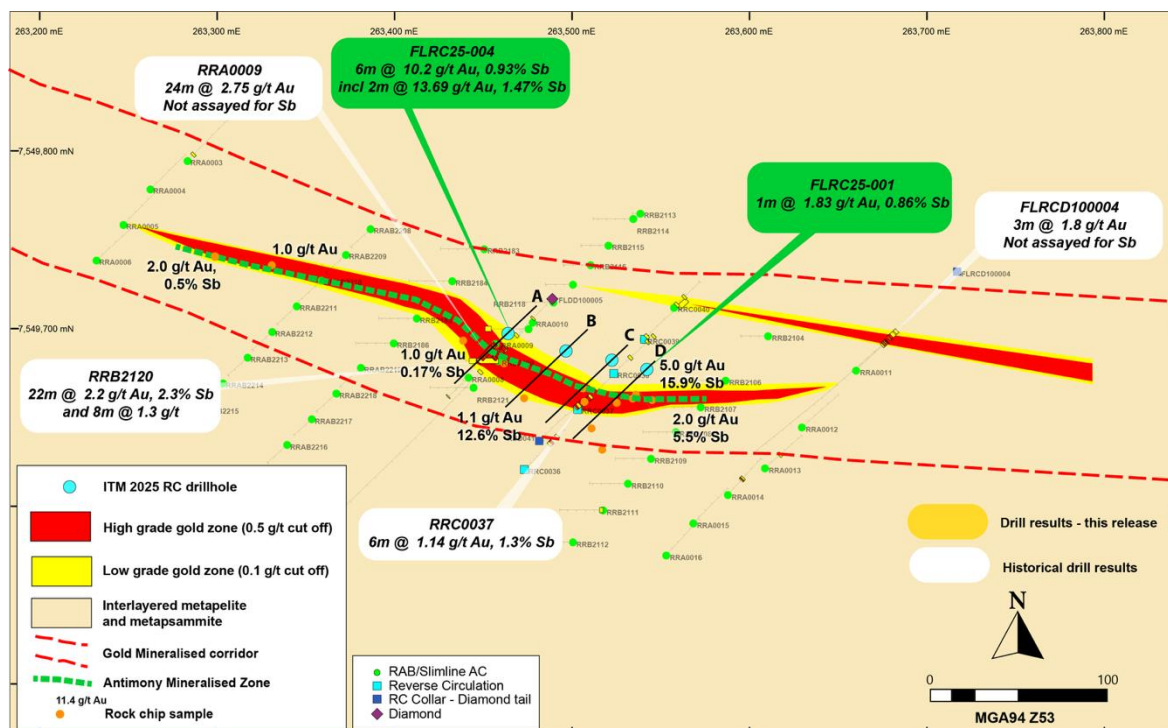 263,200 mE
263,300 mE
263,400 mE
263,500 mE
263,600 mE
263,700 mE
263,800 mE
7,549,800 mN
7,549,700 mN
RRA0009
24m @ 2.75 g/t Au
Not assayed for Sb
FLRC25-004
6m @ 10.2 g/t Au, 0.93% Sb
incl 2m @ 13.69 g/t Au, 1.47% Sb
FLRC25-001
1m @ 1.83 g/t Au, 0.86% Sb
FLRCD100004
3m @ 1.8 g/t Au
Not assayed for Sb
RRB2120
22m @ 2.2 g/t Au, 2.3% Sb
and 8m @ 1.3 g/t
RRC0037
6m @ 1.14 g/t Au, 1.3% Sb
RRA0003
RRA0004
RRA0005
RRA0006
RRAB2209
RRAB2211
RRAB2212
RRAB2213
RRAB2214
RRAB2217
RRAB2218
RRAB2216
RRB2186
RRB2184
RRB2118
FLDD100005
RRA0010
RRA0009
RRB2121
RRB2113
RRB2114
RRB2115
RRC0040
RRC0039
RRB2104
RRB2106
RRB2107
RRB2109
RRB2110
RRB2111
RRB2112
RRC0036
RRA0011
RRA0012
RRA0013
RRA0014
RRA0015
RRA0016
FLRCD100004
2.0 g/t Au,
0.5% Sb
1.0 g/t Au
1.0 g/t Au
0.17% Sb
1.1 g/t Au
12.6% Sb
5.0 g/t Au
15.9% Sb
2.0 g/t Au
5.5% Sb
A
B
C
D
ITM 2025 RC drillhole
High grade gold zone (0.5 g/t cut off)
Low grade gold zone (0.1 g/t cut off)
Interlayered metapelite
and metapsammite
Gold Mineralised corridor
Antimony Mineralised Zone
11.4 g/t Au
Rock chip sample
RAB/Slimline AC
Reverse Circulation
RC Collar - Diamond tail
Diamond
Drill results - this release
Historical drill results
N
0
100
MGA94 Z53